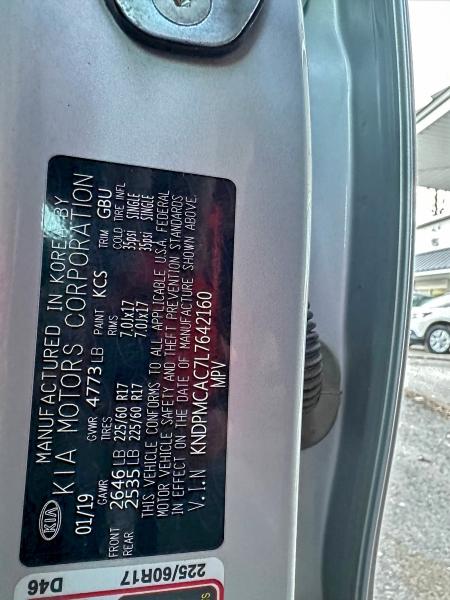 KIA
MANUFACTURED IN KOREA BY
KIA MOTORS CORPORATION
01/19 GVWR 4773 LB PAINT KCS TRIM GBU
GAWR TIRES RIMS COLD TIRE INFL
FRONT 2646 LB 225/60 R17 7.0Jx17 35psi SINGLE
REAR 2535 LB 225/60 R17 7.0Jx17 35psi SINGLE
THIS VEHICLE CONFORMS TO ALL APPLICABLE U.S.A. FEDERAL
MOTOR VEHICLE SAFETY AND THEFT PREVENTION STANDARDS
IN EFFECT ON THE DATE OF MANUFACTURE SHOWN ABOVE.
V.I.N KNDPMCAC7L7642160
MPV
D46
225/60R17